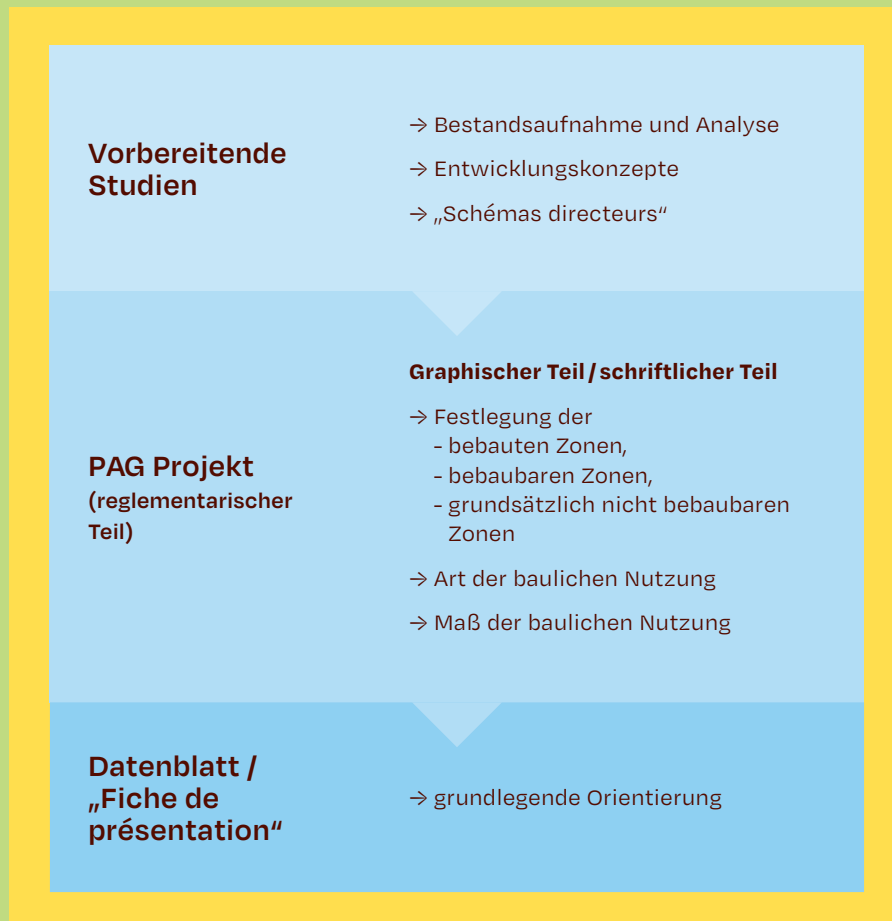 Vorbereitende
Studien
→ Bestandsaufnahme und Analyse
→ Entwicklungskonzepte
→ „Schémas directeurs“
PAG Projekt
(reglementarischer
Teil)
Graphischer Teil / schriftlicher Teil
→ Festlegung der
- bebauten Zonen,
- bebaubaren Zonen,
- grundsätzlich nicht bebaubaren
Zonen
→ Art der baulichen Nutzung
→ Maß der baulichen Nutzung
Datenblatt /
„Fiche de
présentation“
→ grundlegende Orientierung